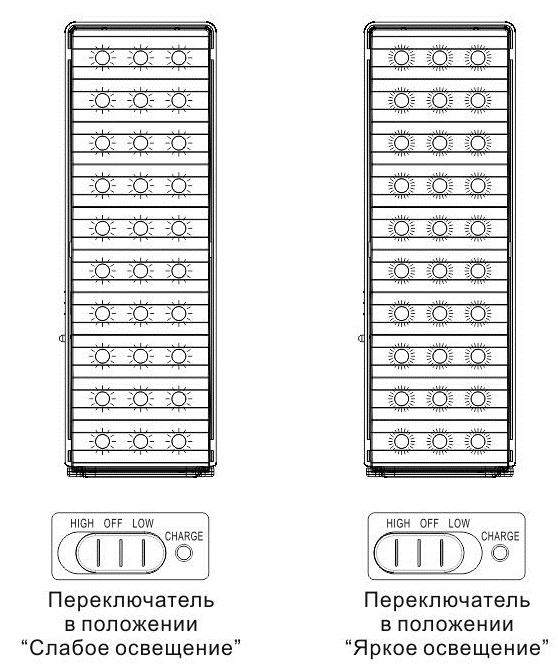 HIGH OFF LOW
CHARGE
Переключатель
в положении
“Слабое освещение”
HIGH OFF LOW
CHARGE
Переключатель
в положении
“Яркое освещение”